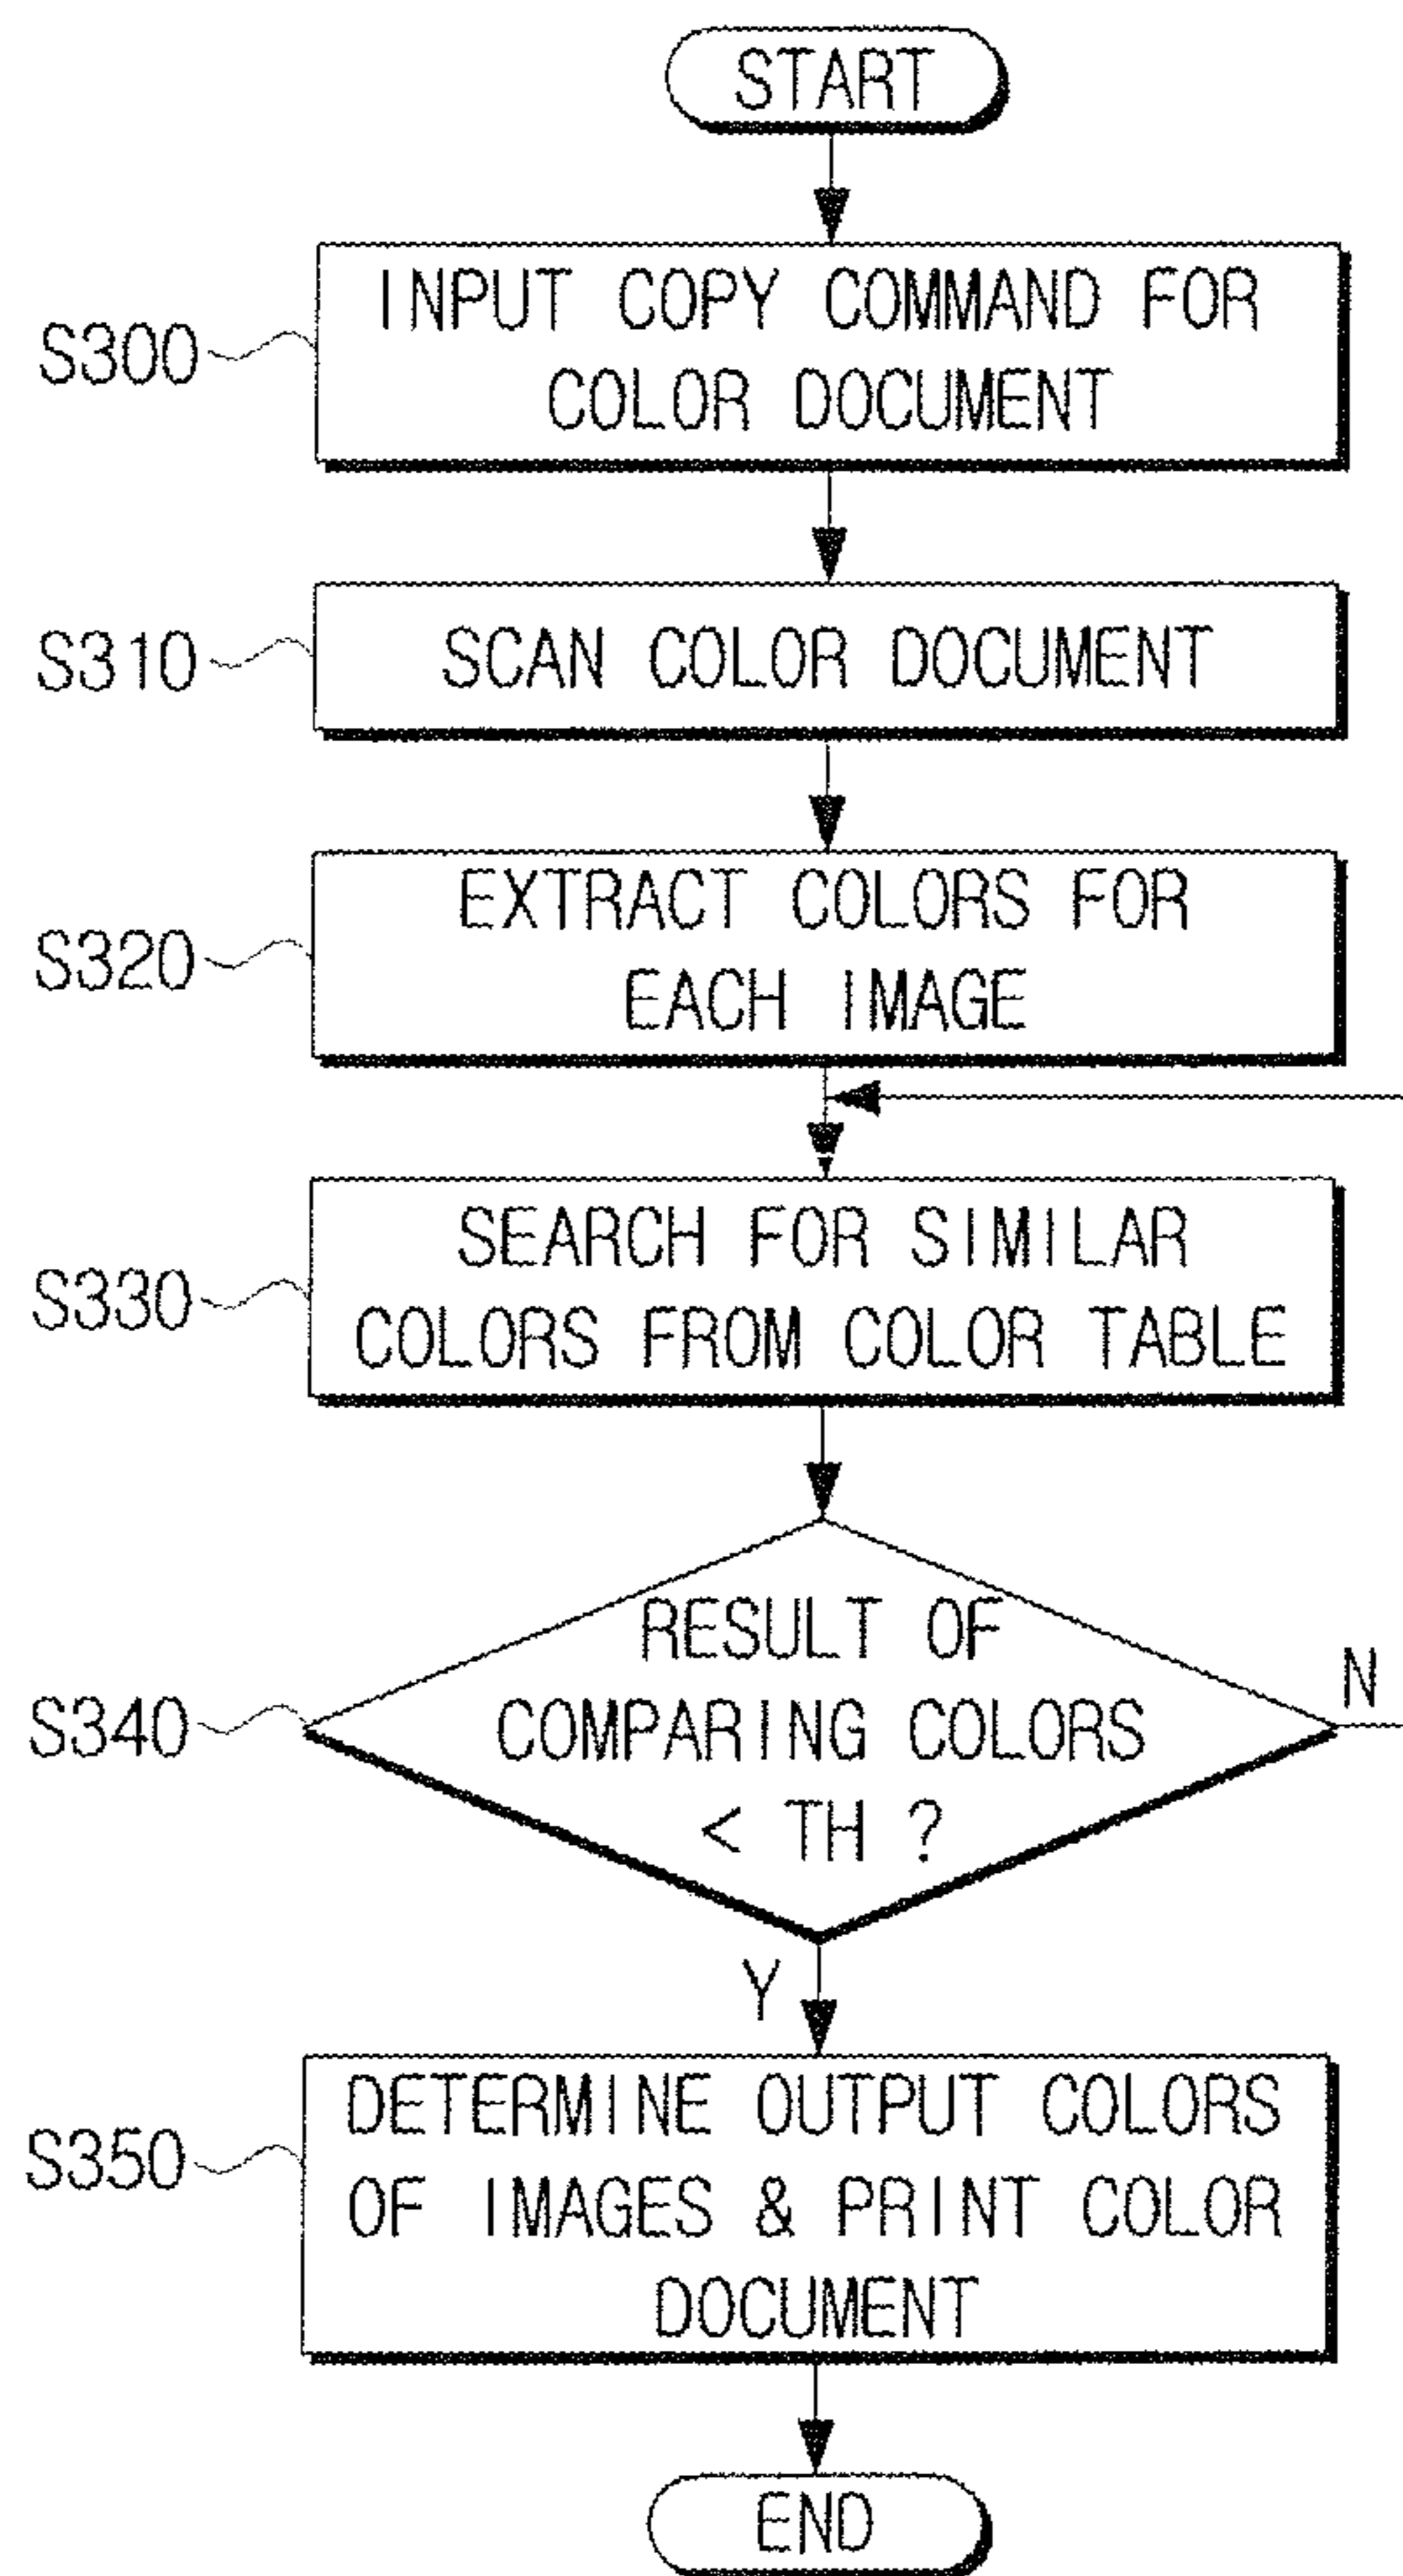 START
S300
INPUT COPY COMMAND FOR
COLOR DOCUMENT
S310
SCAN COLOR DOCUMENT
S320
EXTRACT COLORS FOR
EACH IMAGE
S330
SEARCH FOR SIMILAR
COLORS FROM COLOR TABLE
S340
RESULT OF
COMPARING COLORS
< TH ?
N
Y
S350
DETERMINE OUTPUT COLORS
OF IMAGES & PRINT COLOR
DOCUMENT
END